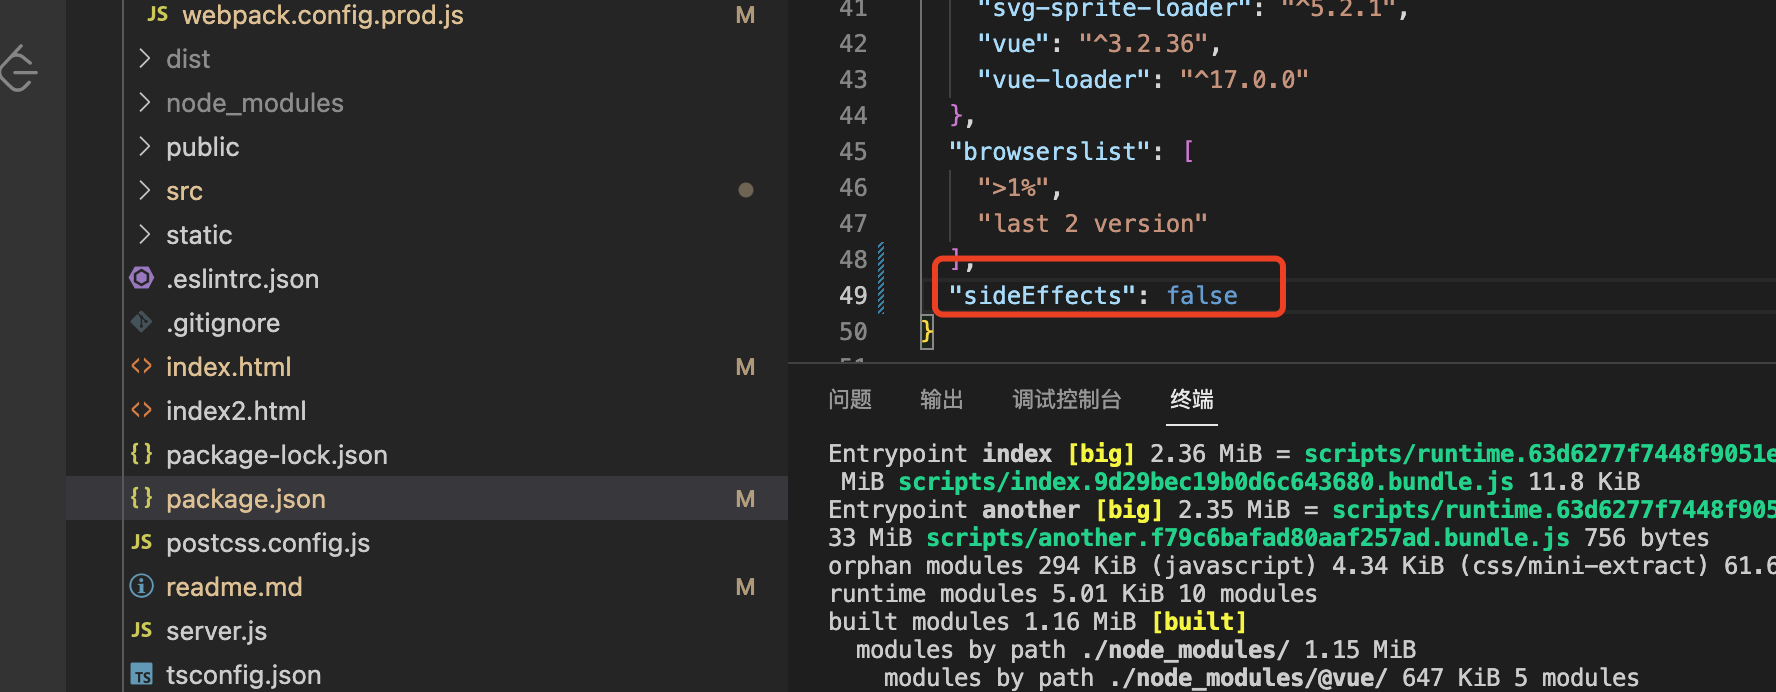 webpack.config.prod.js M
dist
node_modules
public
src
static
.eslintrc.json
.gitignore
index.html M
index2.html
package-lock.json
package.json M
postcss.config.js
readme.md M
server.js
tsconfig.json
41 "svg-sprite-loader": "^5.2.1",
42 "vue": "^3.2.36",
43 "vue-loader": "^17.0.0"
44 },
45 "browserslist": [
46 ">1%",
47 "last 2 version"
48 ],
49 "sideEffects": false
50 }
51
问题 输出 调试控制台 终端
Entrypoint index [big] 2.36 MiB = scripts/runtime.63d6277f7448f9051e
MiB scripts/index.9d29bec19b0d6c643680.bundle.js 11.8 KiB
Entrypoint another [big] 2.35 MiB = scripts/runtime.63d6277f7448f905
33 MiB scripts/another.f79c6bafad80aaf257ad.bundle.js 756 bytes
orphan modules 294 KiB (javascript) 4.34 KiB (css/mini-extract) 61.6
runtime modules 5.01 KiB 10 modules
built modules 1.16 MiB [built]
modules by path ./node_modules/ 1.15 MiB
modules by path ./node_modules/@vue/ 647 KiB 5 modules